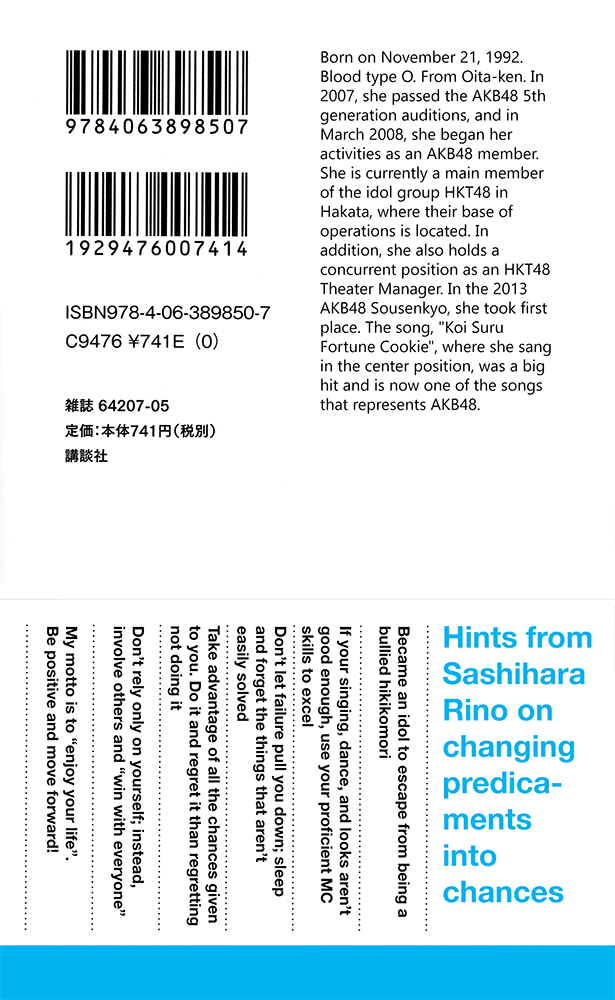 9784063898507
1929476007414
ISBN978-4-06-389850-7
C9476 ¥741E (0)
雑誌 64207-05
定価:本体741円(税別)
講談社
Born on November 21, 1992.
Blood type O. From Oita-ken. In
2007, she passed the AKB48 5th
generation auditions, and in
March 2008, she began her
activities as an AKB48 member.
She is currently a main member
of the idol group HKT48 in
Hakata, where their base of
operations is located. In
addition, she also holds a
concurrent position as an HKT48
Theater Manager. In the 2013
AKB48 Sousenkyo, she took first
place. The song, "Koi Suru
Fortune Cookie", where she sang
in the center position, was a big
hit and is now one of the songs
that represents AKB48.
Hints from
Sashihara
Rino on
changing
predica-
ments
into
chances
Became an idol to escape from being a
bullied hikikomori
If your singing, dance, and looks aren't
good enough, use your proficient MC
skills to excel
Don't let failure pull you down; sleep
and forget the things that aren't
easily solved
Take advantage of all the chances given
to you. Do it and regret it than regretting
not doing it
Don't rely only on yourself; instead,
involve others and “win with everyone”
My motto is to “enjoy your life”.
Be positive and move forward!